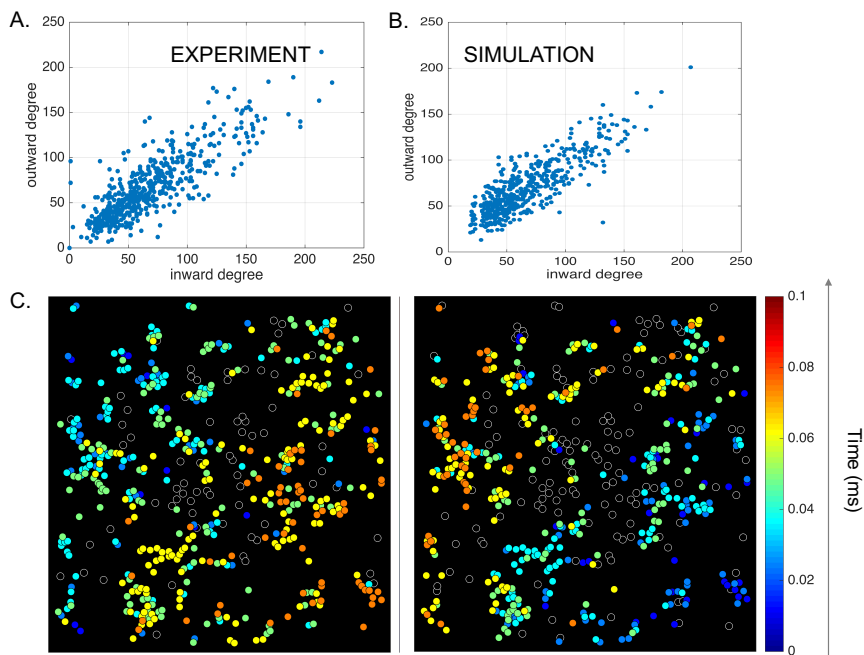 A.
EXPERIMENT
250
200
150
100
50
0
outward degree
0 50 100 150 200 250
inward degree
B.
SIMULATION
250
200
150
100
50
0
outward degree
0 50 100 150 200 250
inward degree
C.
0.1
0.08
0.06
0.04
0.02
0
Time (ms)